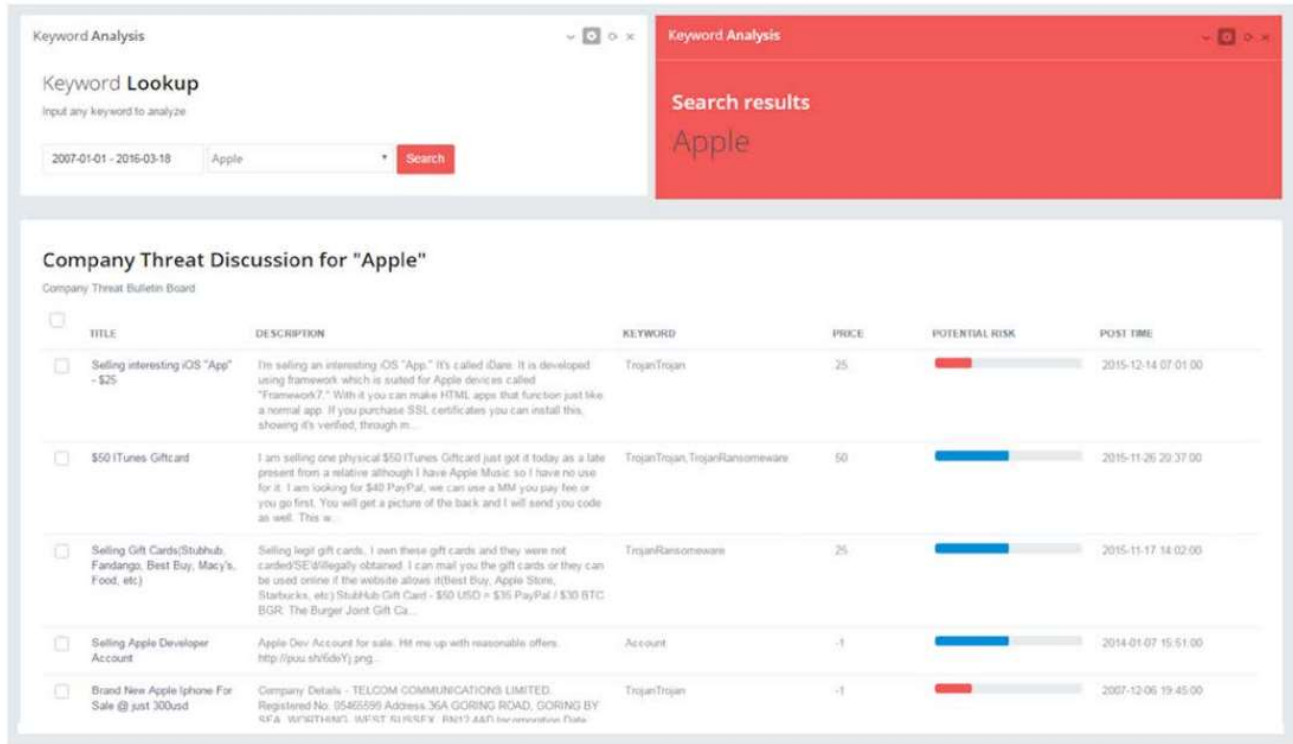 Keyword Analysis
Keyword Lookup
Input any keyword to analyze
2007-01-01 - 2016-03-18
Apple
Search
Keyword Analysis
Search results
Apple
Company Threat Discussion for "Apple"
Company Threat Bulletin Board
TITLE DESCRIPTION KEYWORD PRICE POTENTIAL RISK POST TIME
Selling interesting iOS "App"
- $25
I'm selling an interesting iOS "App." It's called iDare. It is developed
using framework which is suited for Apple devices called
"Framework7." With it you can make HTML apps that function just like
a normal app. If you purchase SSL certificates you can install this,
showing it's verified, through m...
TrojanTrojan
25
2015-12-14 07:01:00
$50 ITunes Giftcard
I am selling one physical $50 ITunes Giftcard just got it today as a late
present from a relative although I have Apple Music so I have no use
for it. I am looking for $40 PayPal, we can use a MM you pay fee or
you go first. You will get a picture of the back and I will send you code
as well. This w...
TrojanTrojan,TrojanRansomeware
50
2015-11-26 20:37:00
Selling Gift Cards(Stubhub,
Fandango, Best Buy, Macy's,
Food, etc)
Selling legit gift cards. I own these gift cards and they were not
carded/SE'd/illegally obtained. I can mail you the gift cards or they can
be used online if the website allows it(Best Buy, Apple Store,
Starbucks, etc) StubHub Gift Card - $50 USD = $35 PayPal / $30 BTC
BGR: The Burger Joint Gift Ca...
TrojanRansomeware
25
2015-11-17 14:02:00
Selling Apple Developer
Account
Apple Dev Account for sale. Hit me up with reasonable offers.
http://puu.sh/6deYj.png...
Account
-1
2014-01-07 15:51:00
Brand New Apple Iphone For
Sale @ just 300usd
Company Details - TELCOM COMMUNICATIONS LIMITED.
Registered No. 05465599 Address 36A GORING ROAD, GORING BY
SEA, WORTHING, WEST SUSSEX, BN12 4AD Incorporation Date
TrojanTrojan
-1
2007-12-06 19:45:00